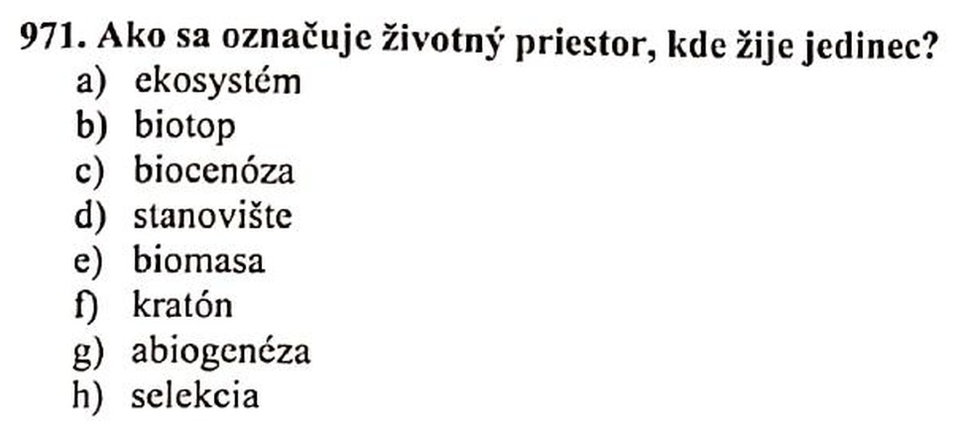 971. Ako sa označuje životný priestor, kde žije jedinec?
a) ekosystém
b) biotop
c) biocenóza
d) stanovište
e) biomasa
f) kratón
g) abiogenéza
h) selekcia